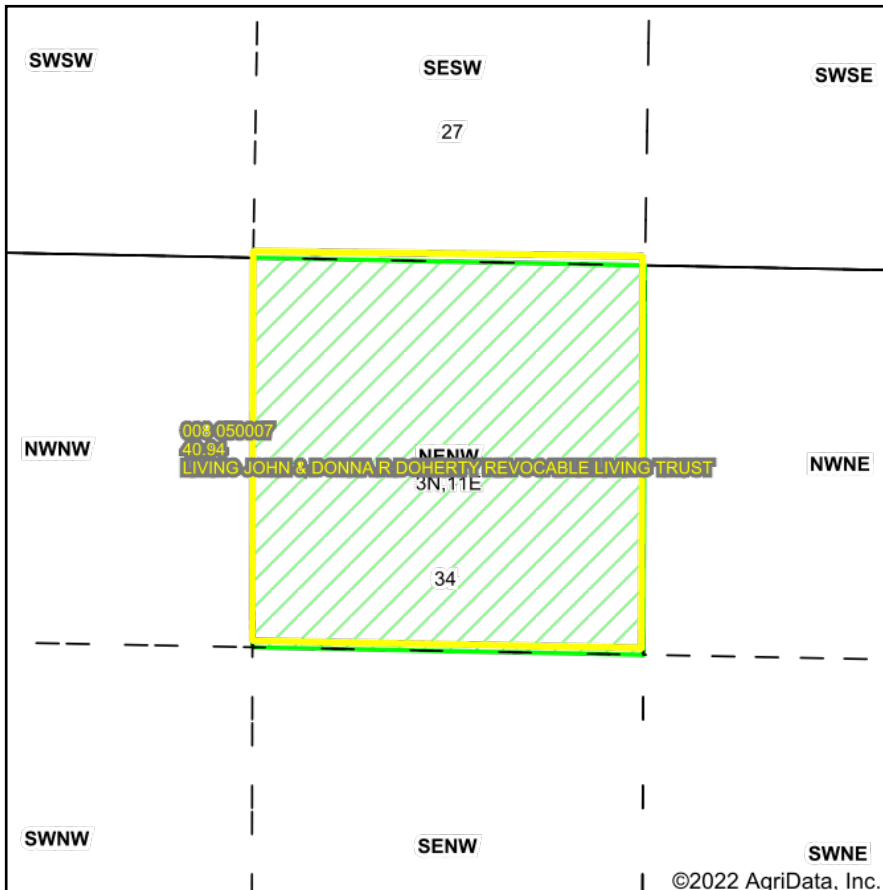 SWSW
SESW
SWSE
27
008 050007
40.94
LIVING JOHN & DONNA R DOHERTY REVOCABLE LIVING TRUST
NWNW
NENW
NWNE
3N,11E
34
SWNW
SENW
SWNE
©2022 AgriData, Inc.